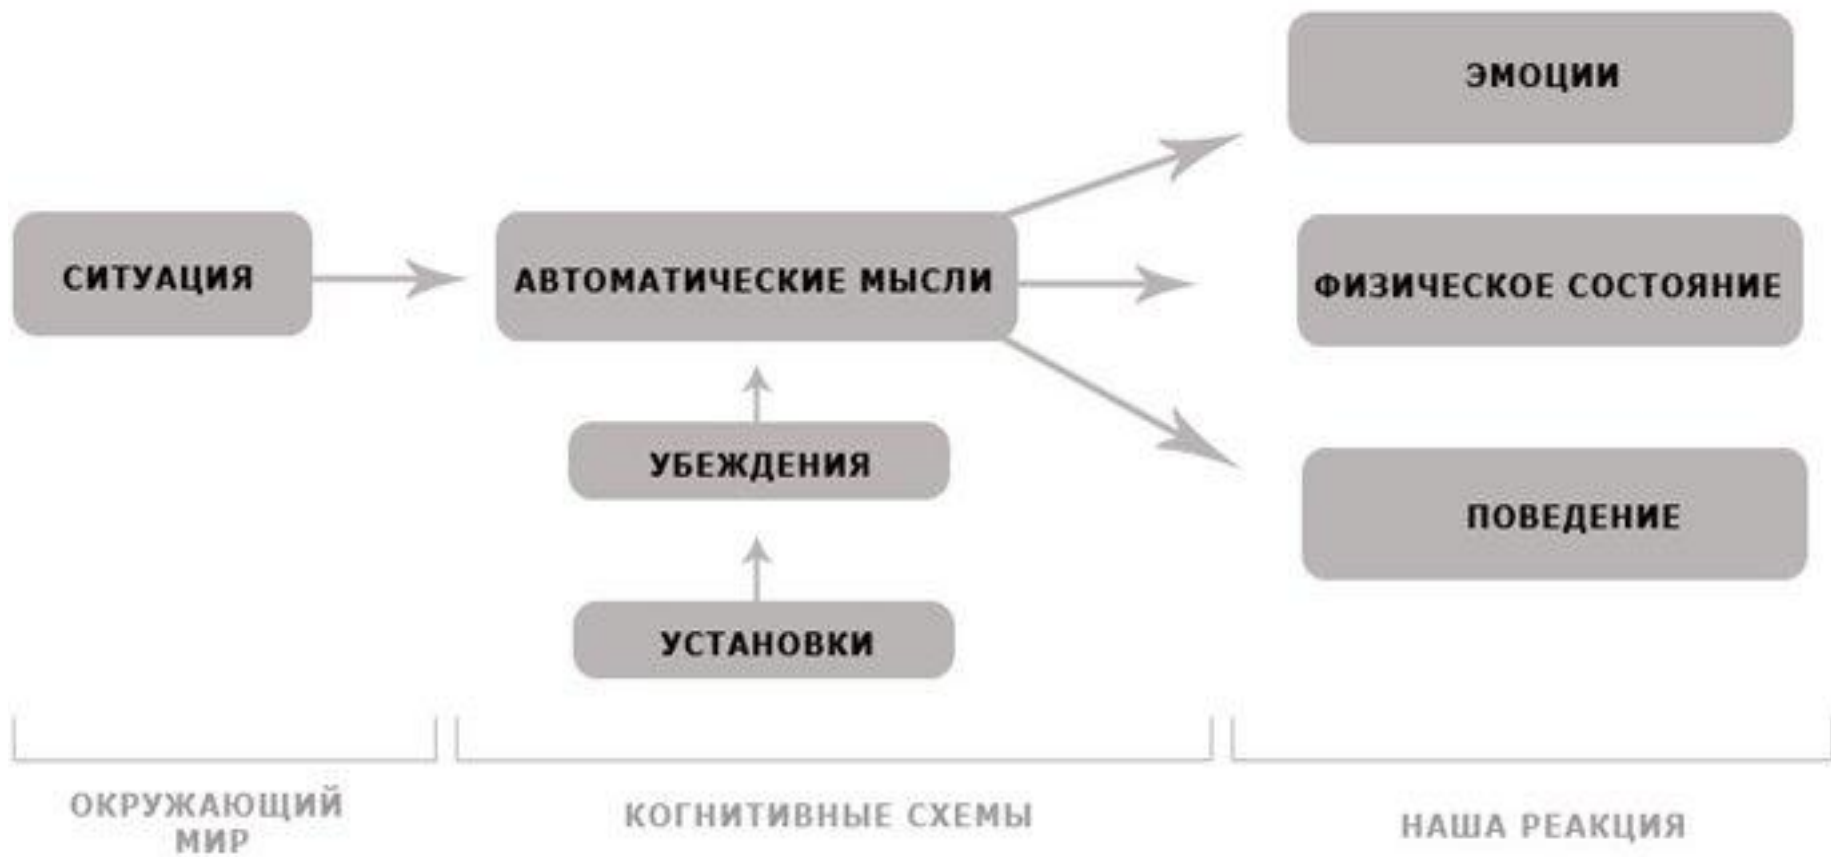 ЭМОЦИИ
СИТУАЦИЯ
АВТОМАТИЧЕСКИЕ МЫСЛИ
ФИЗИЧЕСКОЕ СОСТОЯНИЕ
УБЕЖДЕНИЯ
ПОВЕДЕНИЕ
УСТАНОВКИ
ОКРУЖАЮЩИЙ
МИР
КОГНИТИВНЫЕ СХЕМЫ
НАША РЕАКЦИЯ